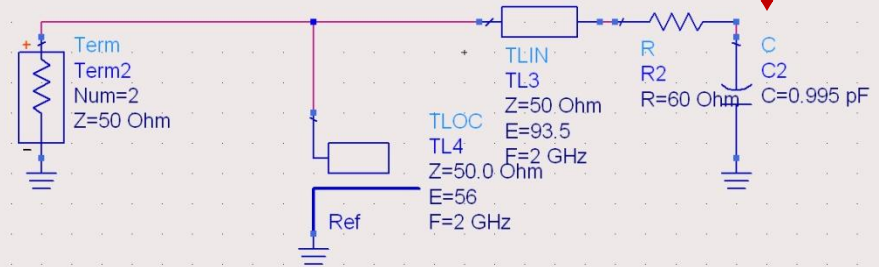 +
Term
Term2
Num=2
Z=50 Ohm
−
TLOC
TL4
Z=50.0 Ohm
E=56
F=2 GHz
Ref
TLIN
TL3
Z=50 Ohm
E=93.5
F=2 GHz
R
R2
R=60 Ohm
C
C2
C=0.995 pF